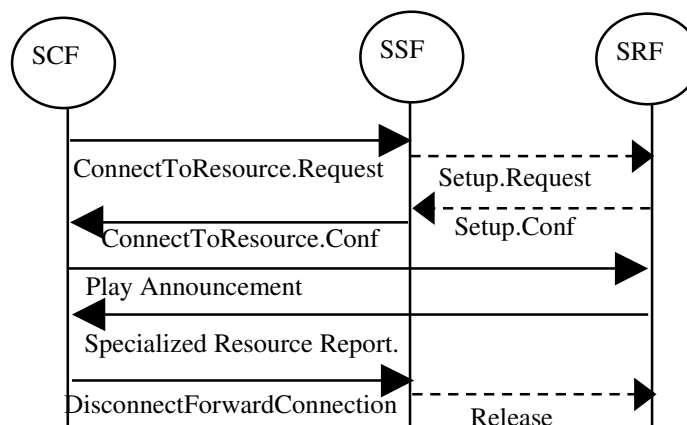 SCF
SSF
SRF
ConnectToResource.Request
Setup.Request
ConnectToResource.Conf
Setup.Conf
Play Announcement
Specialized Resource Report.
DisconnectForwardConnection
Release